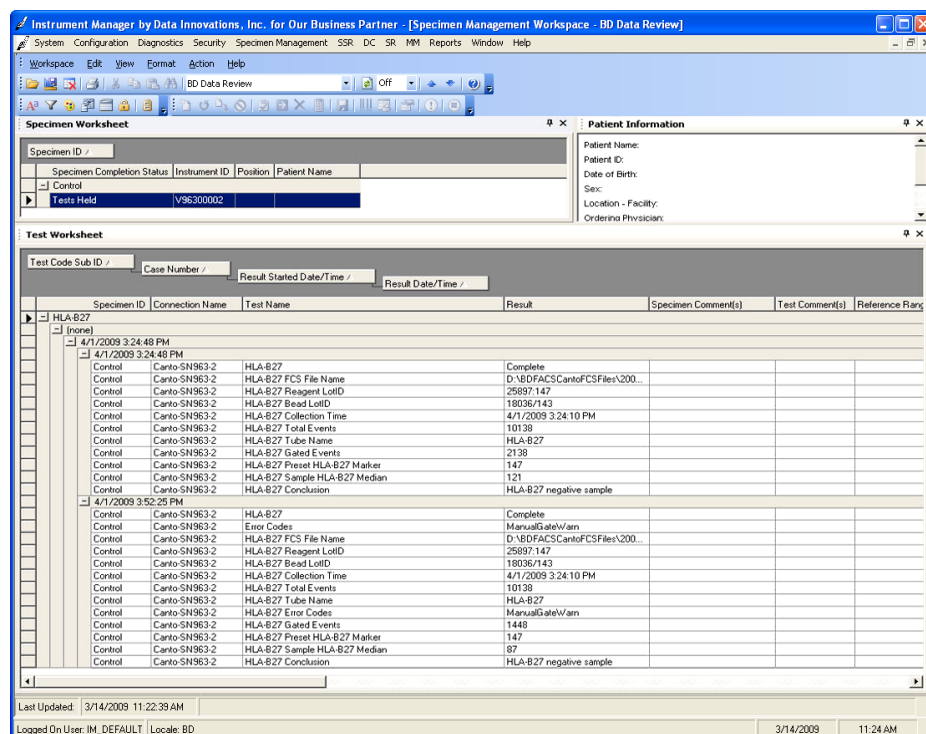 Instrument Manager by Data Innovations, Inc. for Our Business Partner - [Specimen Management Workspace - BD Data Review]
System Configuration Diagnostics Security Specimen Management SSR DC SR MM Reports Window Help
Workspace Edit View Format Action Help
BD Data Review Off
Specimen Worksheet
Specimen ID
Specimen Completion Status Instrument ID Position Patient Name
Control
Tests Held V96300002
Patient Information
Patient Name:
Patient ID:
Date of Birth:
Sex:
Location - Facility:
Ordering Physician:
Test Worksheet
Test Code Sub ID
Case Number
Result Started Date/Time
Result Date/Time
Specimen ID Connection Name Test Name Result Specimen Comment(s) Test Comment(s) Reference Rang
HLA-B27
(none)
4/1/2009 3:24:48 PM
4/1/2009 3:24:48 PM
Control Canto-SN963-2 HLA-B27 Complete
Control Canto-SN963-2 HLA-B27 FCS File Name D:\BDFACSCantoFCSFiles\200...
Control Canto-SN963-2 HLA-B27 Reagent LotID 25897:147
Control Canto-SN963-2 HLA-B27 Bead LotID 18036/143
Control Canto-SN963-2 HLA-B27 Collection Time 4/1/2009 3:24:10 PM
Control Canto-SN963-2 HLA-B27 Total Events 10138
Control Canto-SN963-2 HLA-B27 Tube Name HLA-B27
Control Canto-SN963-2 HLA-B27 Gated Events 2138
Control Canto-SN963-2 HLA-B27 Preset HLA-B27 Marker 147
Control Canto-SN963-2 HLA-B27 Sample HLA-B27 Median 121
Control Canto-SN963-2 HLA-B27 Conclusion HLA-B27 negative sample
4/1/2009 3:52:25 PM
Control Canto-SN963-2 HLA-B27 Complete
Control Canto-SN963-2 Error Codes ManualGateWarn
Control Canto-SN963-2 HLA-B27 FCS File Name D:\BDFACSCantoFCSFiles\200...
Control Canto-SN963-2 HLA-B27 Reagent LotID 25897:147
Control Canto-SN963-2 HLA-B27 Bead LotID 18036/143
Control Canto-SN963-2 HLA-B27 Collection Time 4/1/2009 3:24:10 PM
Control Canto-SN963-2 HLA-B27 Total Events 10138
Control Canto-SN963-2 HLA-B27 Tube Name HLA-B27
Control Canto-SN963-2 HLA-B27 Error Codes ManualGateWarn
Control Canto-SN963-2 HLA-B27 Gated Events 1448
Control Canto-SN963-2 HLA-B27 Preset HLA-B27 Marker 147
Control Canto-SN963-2 HLA-B27 Sample HLA-B27 Median 87
Control Canto-SN963-2 HLA-B27 Conclusion HLA-B27 negative sample
Last Updated: 3/14/2009 11:22:39 AM
Logged On User: IM_DEFAULT Locale: BD 3/14/2009 11:24 AM